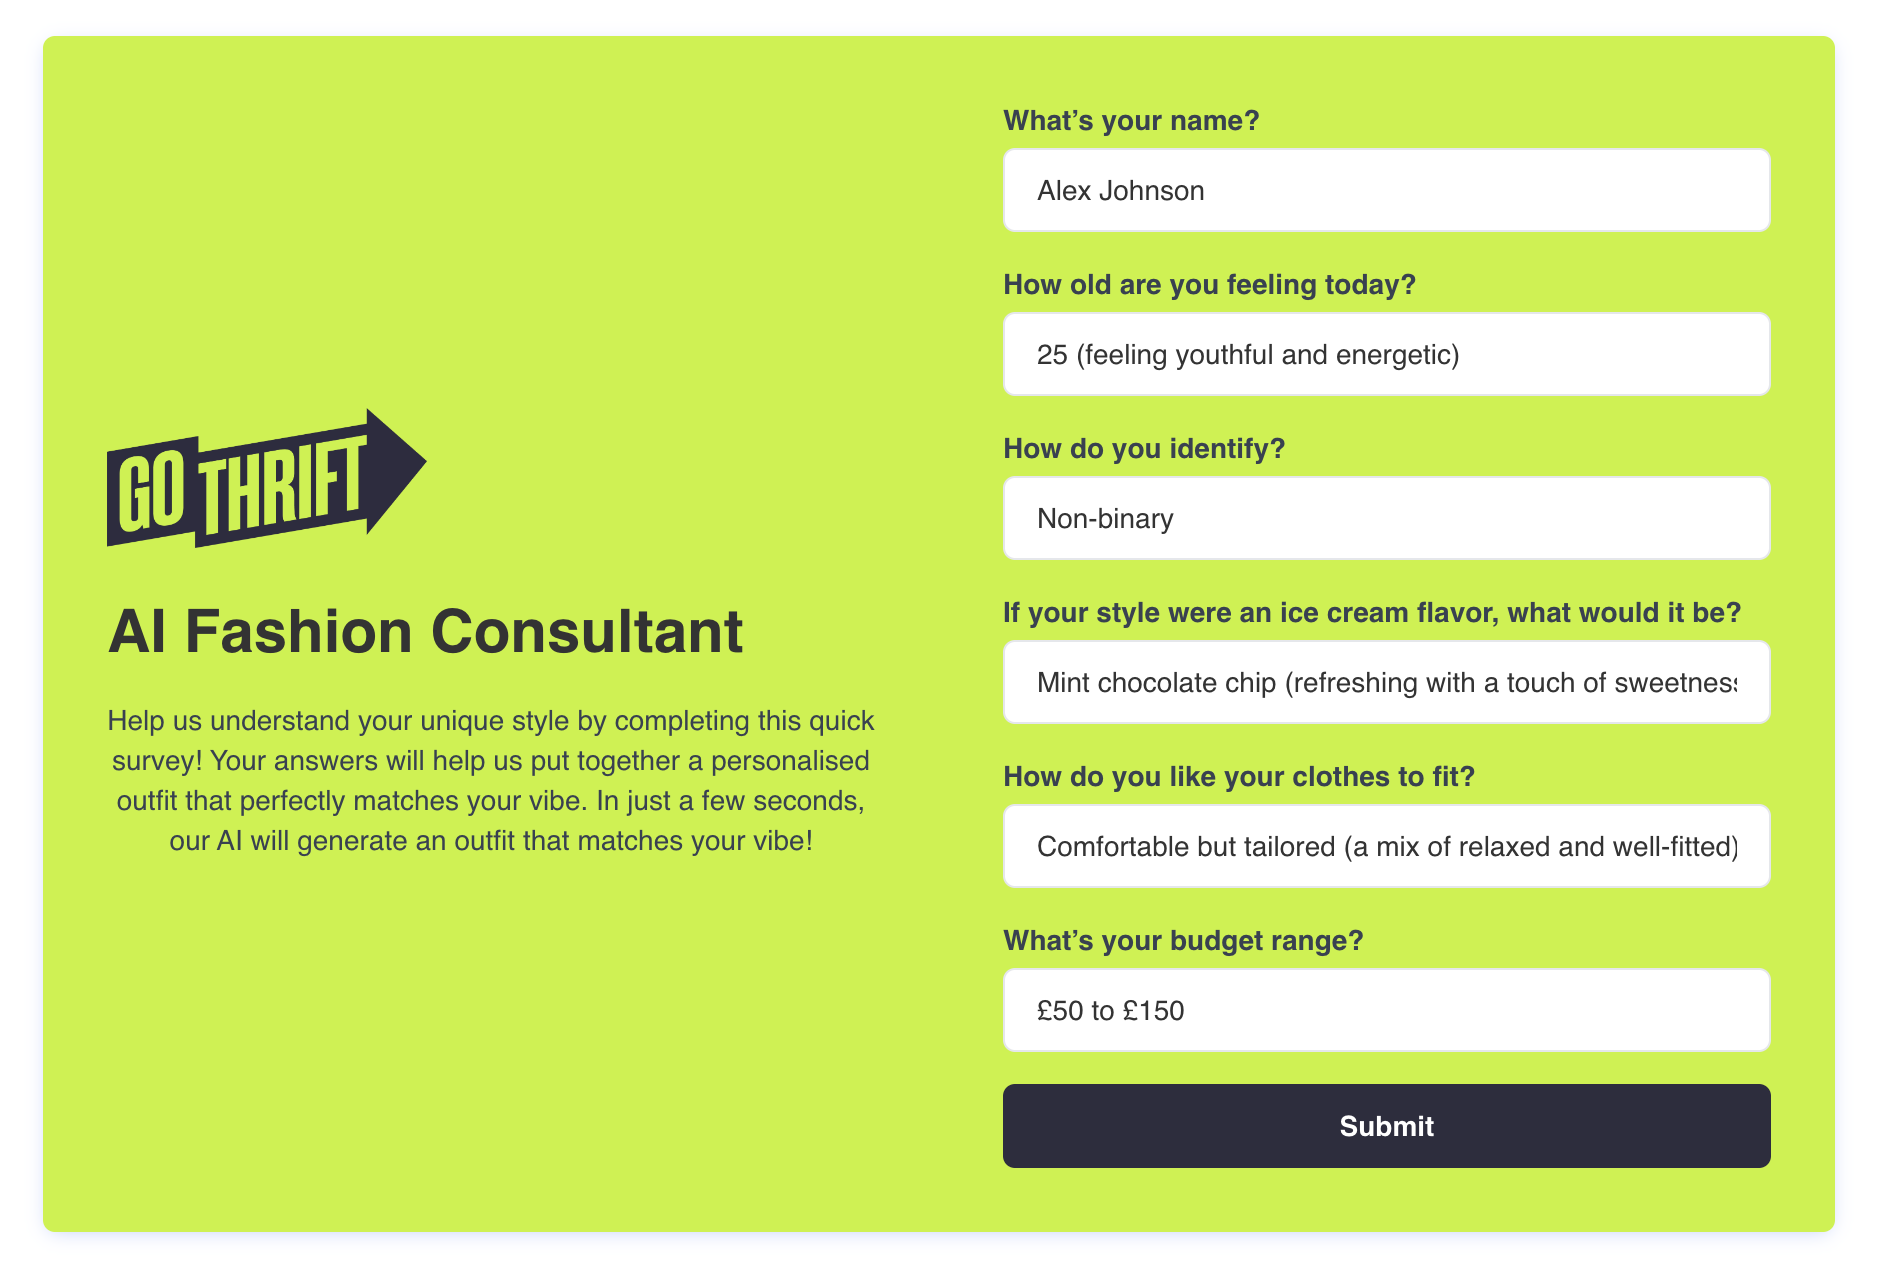 GO THRIFT
AI Fashion Consultant
Help us understand your unique style by completing this quick
survey! Your answers will help us put together a personalised
outfit that perfectly matches your vibe. In just a few seconds,
our AI will generate an outfit that matches your vibe!
What’s your name?
Alex Johnson
How old are you feeling today?
25 (feeling youthful and energetic)
How do you identify?
Non-binary
If your style were an ice cream flavor, what would it be?
Mint chocolate chip (refreshing with a touch of sweetness
How do you like your clothes to fit?
Comfortable but tailored (a mix of relaxed and well-fitted)
What’s your budget range?
£50 to £150
Submit